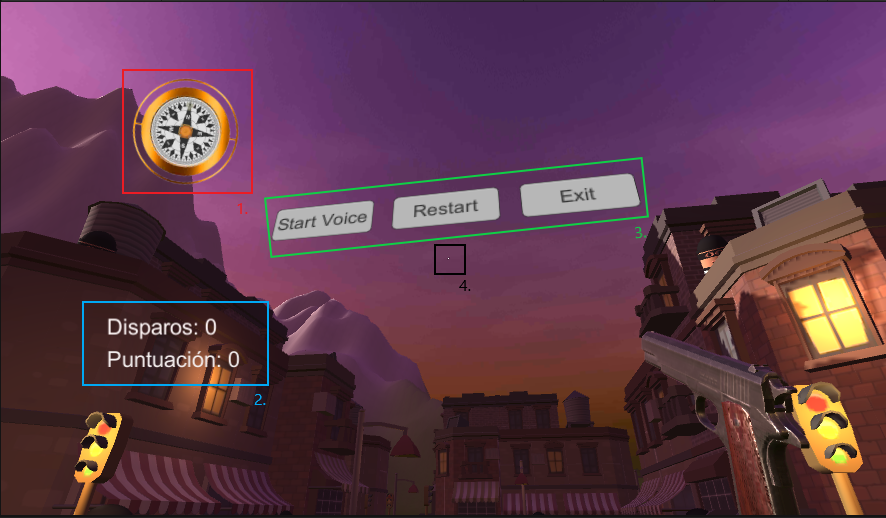 1.
Start Voice
Restart
Exit
3.
4.
Disparos: 0
Puntuación: 0
2.